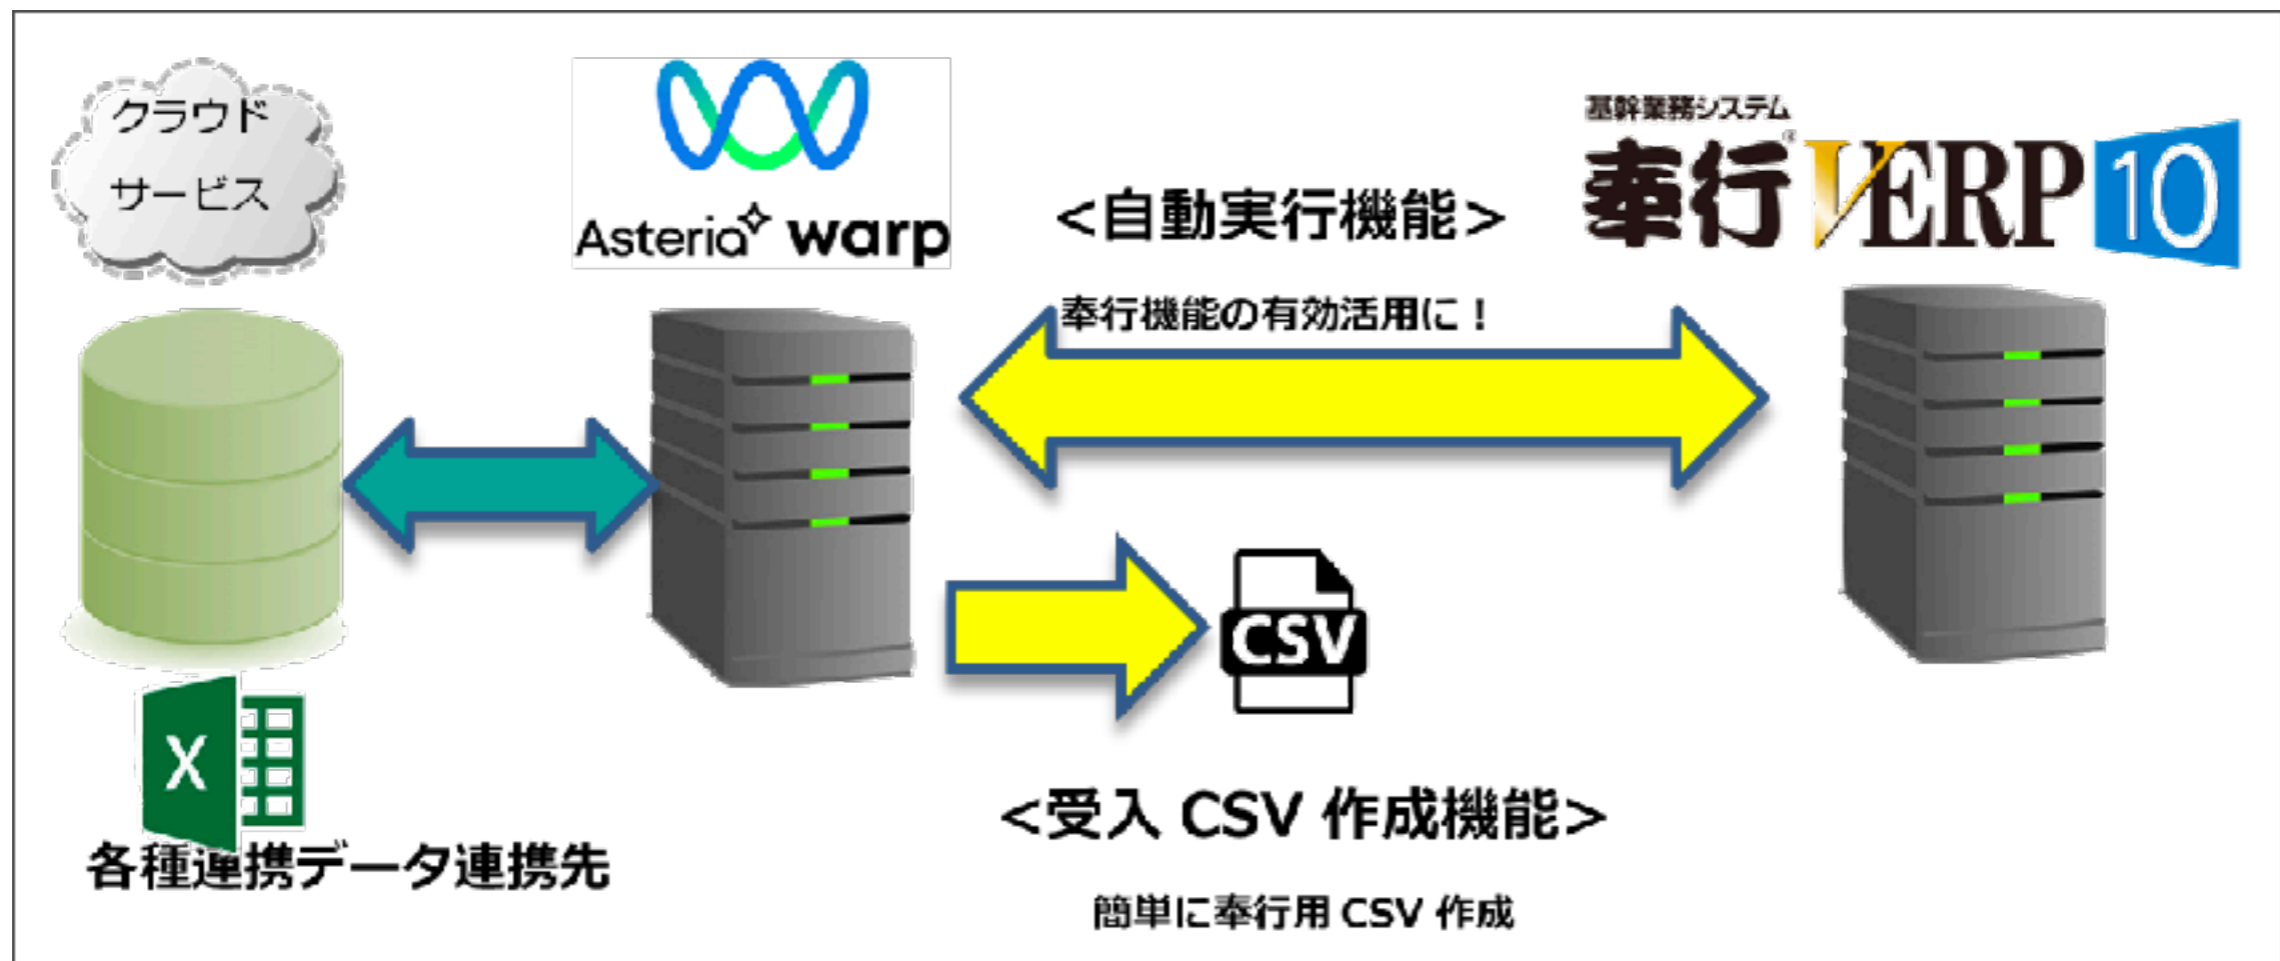 クラウド
サービス
Asteria warp
<自動実行機能>
奉行機能の有効活用に！
基幹業務システム
奉行® VERP 10
CSV
X
各種連携データ連携先
<受入 CSV 作成機能>
簡単に奉行用 CSV 作成